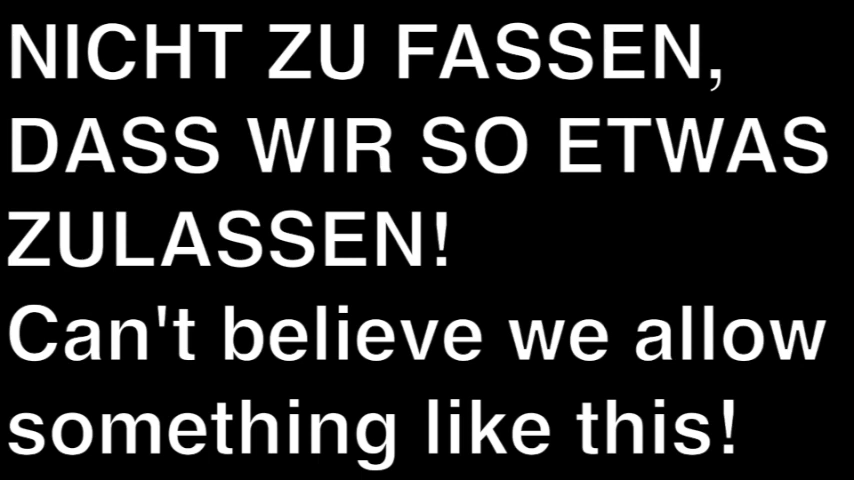 NICHT ZU FASSEN,
DASS WIR SO ETWAS
ZULASSEN!
Can't believe we allow
something like this!